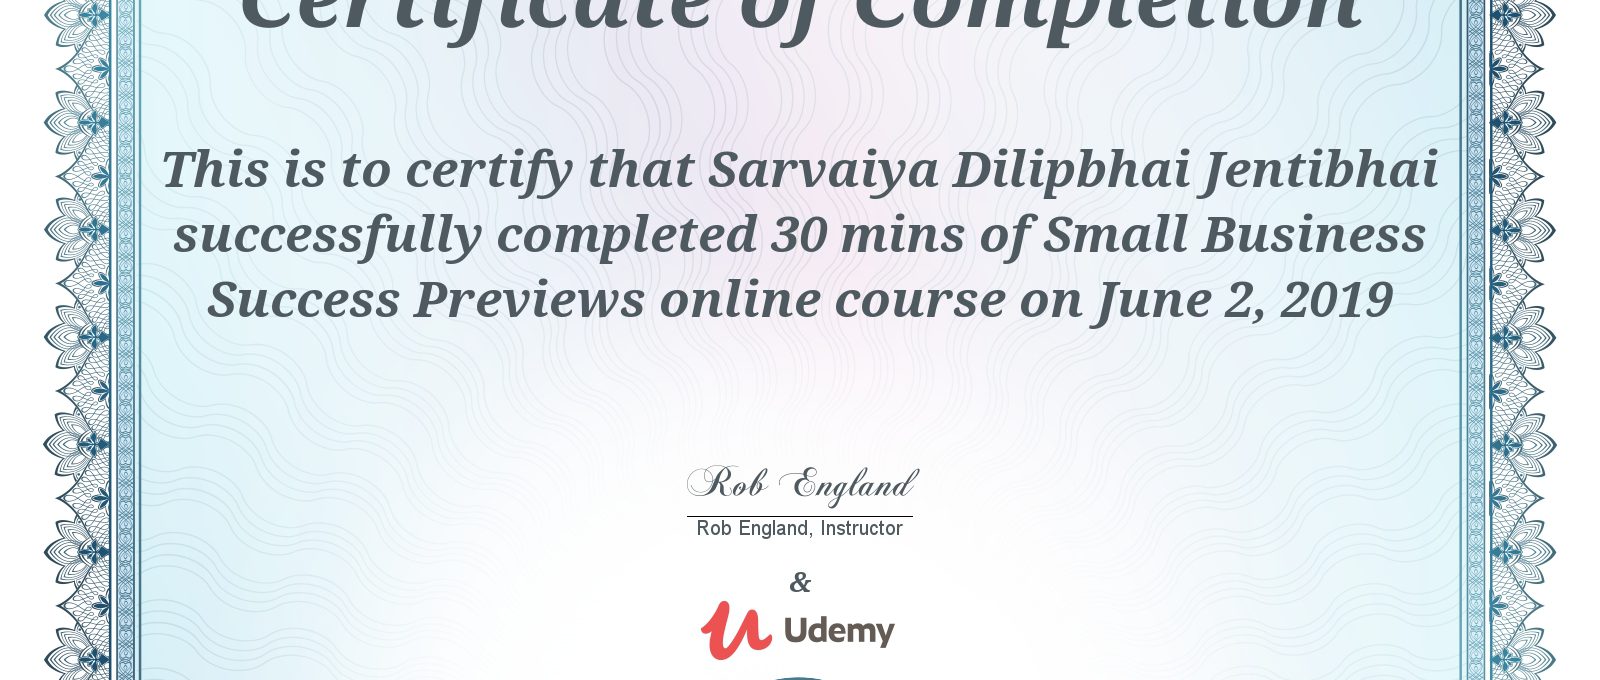 Certificate of Completion
This is to certify that Sarvaiya Dilipbhai Jentibhai
successfully completed 30 mins of Small Business
Success Previews online course on June 2, 2019
Rob England
Rob England, Instructor
&
Udemy